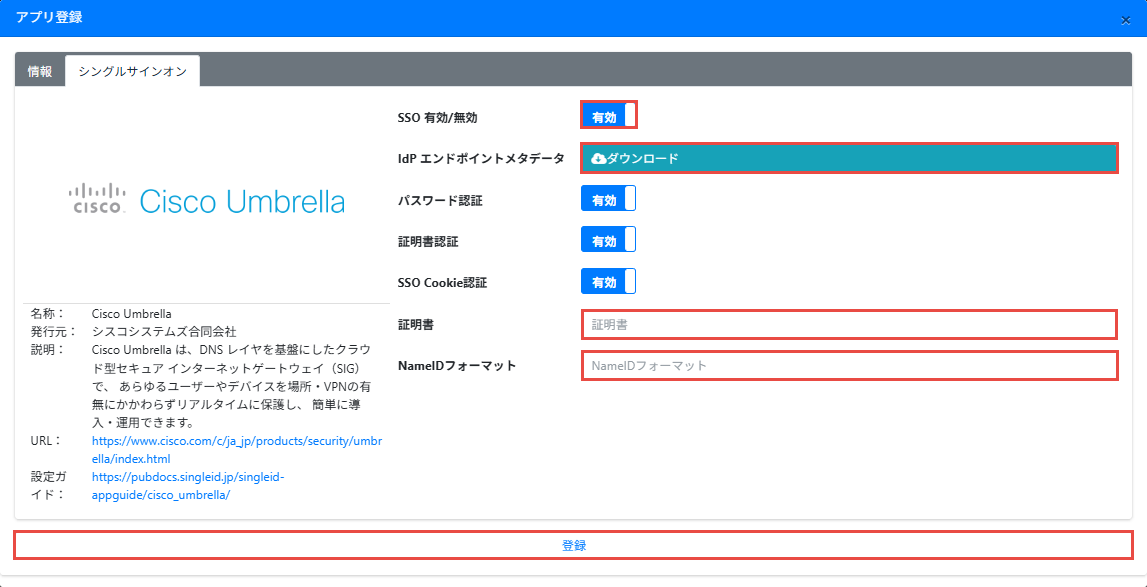 アプリ登録
×
情報 シングルサインオン
SSO 有効/無効 有効
IdP エンドポイントメタデータ ダウンロード
パスワード認証 有効
証明書認証 有効
SSO Cookie認証 有効
証明書 証明書
NameIDフォーマット NameIDフォーマット
cisco. Cisco Umbrella
名称： Cisco Umbrella
発行元： シスコシステムズ合同会社
説明： Cisco Umbrella は、DNS レイヤを基盤にしたクラウ
ド型セキュア インターネットゲートウェイ（SIG）
で、 あらゆるユーザーやデバイスを場所・VPNの有
無にかかわらずリアルタイムに保護し、 簡単に導
入・運用できます。
URL： https://www.cisco.com/c/ja_jp/products/security/umbr
ella/index.html
設定ガ https://pubdocs.singleid.jp/singleid-
イド： appguide/cisco_umbrella/
登録